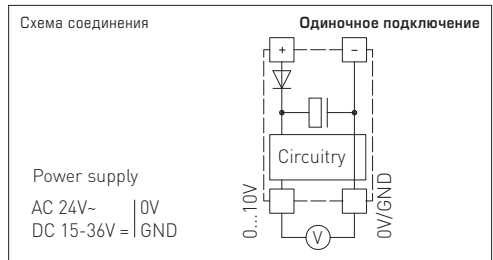 Схема соединения
Одиночное подключение
+ −
Circuitry
Power supply
AC 24V~ | 0V
DC 15-36V = | GND
0...10V
0V/GND
V